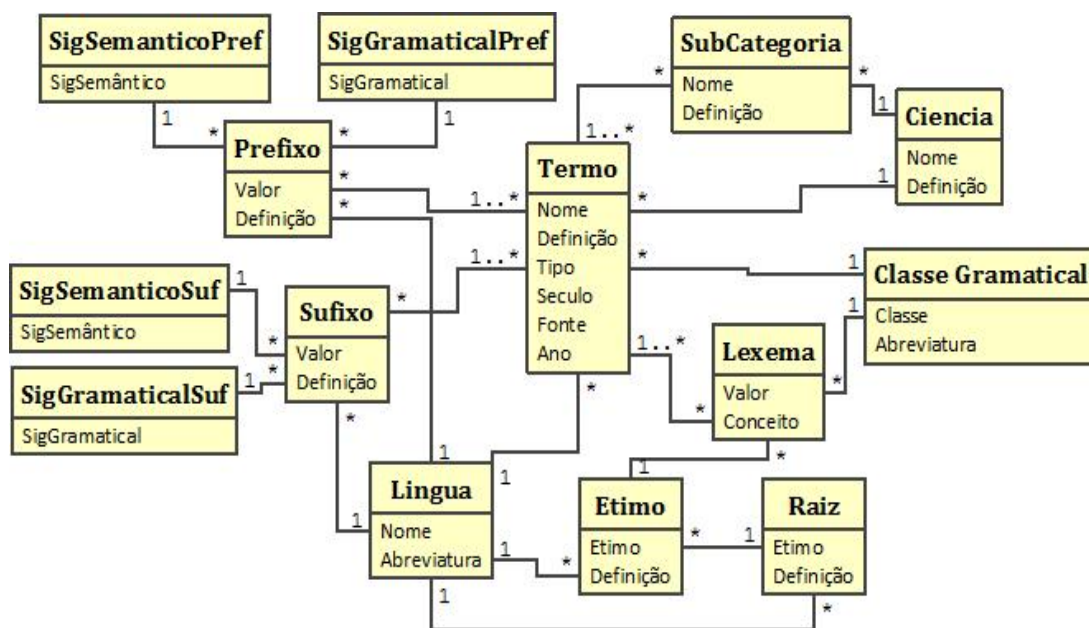 SigSemanticoPref
SigSemântico
SigGramaticalPref
SigGramatical
SubCategoria
Nome
Definição
Ciencia
Nome
Definição
1
*
1
*
*
*
1
1..*
Prefixo
Valor
Definição
*
*
1..*
Termo
Nome
Definição
Tipo
Seculo
Fonte
Ano
*
1
1..*
*
*
1
1..*
*
Classe Gramatical
Classe
Abreviatura
1
*
SigSemanticoSuf
SigSemântico
1
*
*
1
Sufixo
Valor
Definição
*
*
SigGramaticalSuf
SigGramatical
Lexema
Valor
Conceito
*
*
1
1
1
Lingua
Nome
Abreviatura
1
1
*
1
Etimo
Etimo
Definição
*
1
Raiz
Etimo
Definição
*